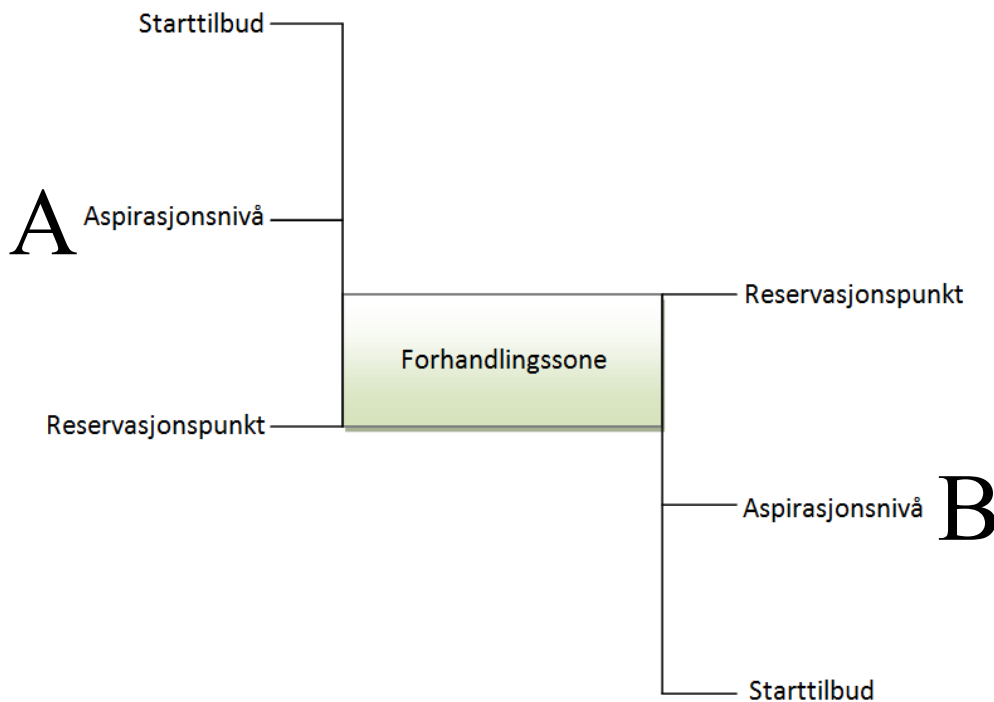 Starttilbud
A
Aspirasjonsnivå
Reservasjonspunkt
Forhandlingssone
Reservasjonspunkt
Aspirasjonsnivå
B
Starttilbud